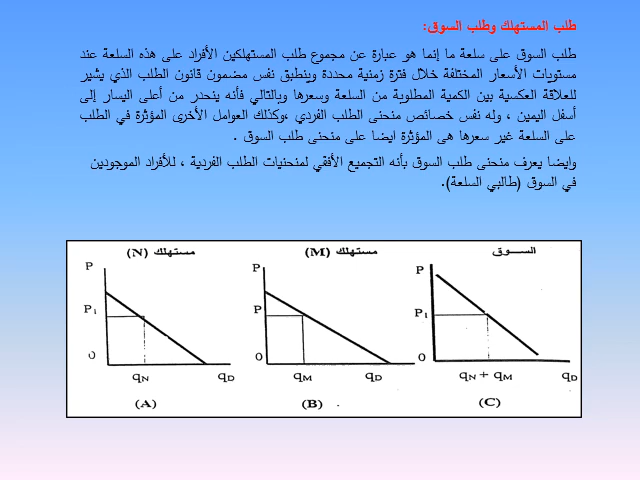 طلب المستهلك وطلب السوق:
طلب السوق على سلعة ما إنما هو عبارة عن مجموع طلب المستهلكين الأفراد على هذه السلعة عند
مستويات الأسعار المختلفة خلال فترة زمنية محددة وينطبق نفس مضمون قانون الطلب الذي يشير
للعلاقة العكسية بين الكمية المطلوبة من السلعة وسعرها وبالتالي فأنه ينحدر من أعلى اليسار إلى
أسفل اليمين ، وله نفس خصائص منحنى الطلب الفردي ،وكذلك العوامل الأخرى المؤثرة في الطلب
على السلعة غير سعرها هى المؤثرة ايضا على منحنى طلب السوق .
وايضا يعرف منحنى طلب السوق بأنه التجميع الأفقي لمنحنيات الطلب الفردية ، للأفراد الموجودين
في السوق (طالبي السلعة).
مستهلك (N) مستهلك (M) الســـوق
P P P
P1 P P1
0 0 0
qN qD qM qD qN + qM qD
(A) (B) (C)